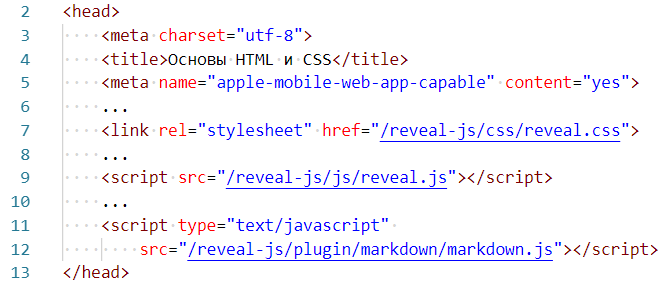 2 <head>
3 <meta charset="utf-8">
4 <title>Основы HTML и CSS</title>
5 <meta name="apple-mobile-web-app-capable" content="yes">
6 ...
7 <link rel="stylesheet" href="/reveal-js/css/reveal.css">
8 ...
9 <script src="/reveal-js/js/reveal.js"></script>
10 ...
11 <script type="text/javascript"
12 src="/reveal-js/plugin/markdown/markdown.js"></script>
13 </head>